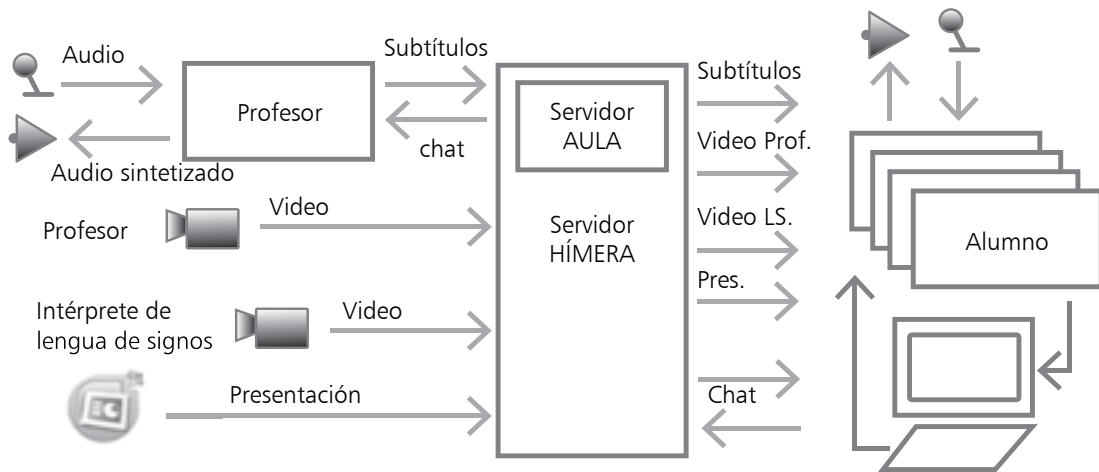 Audio
Subtítulos
Profesor
chat
Audio sintetizado
Profesor
Video
Intérprete de
lengua de signos
Video
Presentación
Servidor
AULA
Servidor
HÍMERA
Subtítulos
Video Prof.
Video LS.
Pres.
Chat
Alumno